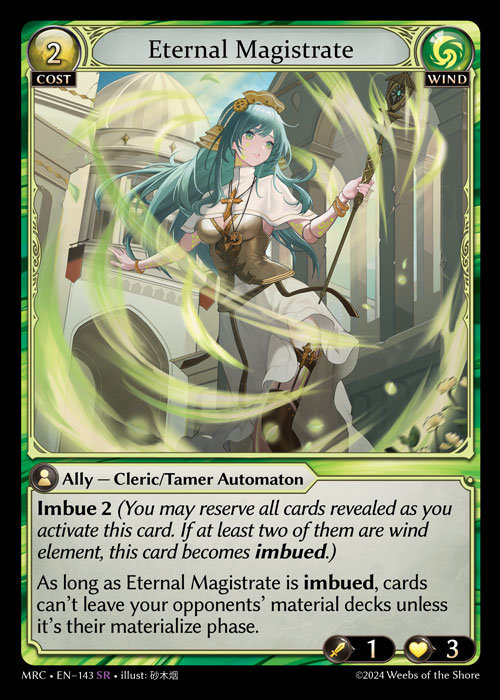 2
Eternal Magistrate
COST
WIND
Ally — Cleric/Tamer Automaton
Imbue 2 (You may reserve all cards revealed as you
activate this card. If at least two of them are wind
element, this card becomes imbued.)
As long as Eternal Magistrate is imbued, cards
can't leave your opponents' material decks unless
it's their materialize phase.
1
3
MRC • EN–143 SR • illust: 砂木烟
©2024 Weebs of the Shore